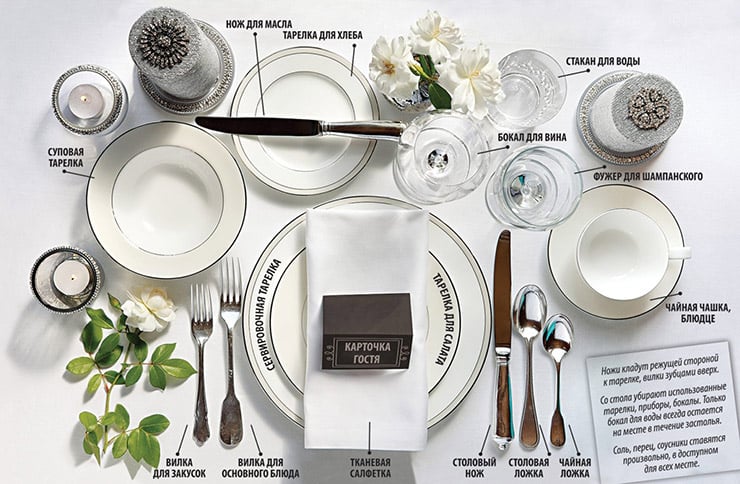 НОЖ ДЛЯ МАСЛА
ТАРЕЛКА ДЛЯ ХЛЕБА
СТАКАН ДЛЯ ВОДЫ
БОКАЛ ДЛЯ ВИНА
СУПОВАЯ
ТАРЕЛКА
ФУЖЕР ДЛЯ ШАМПАНСКОГО
СЕРВИРОВОЧНАЯ ТАРЕЛКА
ТАРЕЛКА ДЛЯ САЛАТА
ЧАЙНАЯ ЧАШКА,
БЛЮДЦЕ
КАРТОЧКА
ГОСТЯ
Ножи кладут режущей стороной
к тарелке, вилки зубцами вверх.
Со стола убирают использованные
тарелки, приборы, бокалы. Только
бокал для воды всегда остается
на месте в течение застолья.
Соль, перец, соусники ставятся
произвольно, в доступном
для всех месте.
ВИЛКА
ДЛЯ ЗАКУСОК
ВИЛКА ДЛЯ
ОСНОВНОГО БЛЮДА
ТКАНЕВАЯ
САЛФЕТКА
СТОЛОВЫЙ
НОЖ
СТОЛОВАЯ
ЛОЖКА
ЧАЙНАЯ
ЛОЖКА